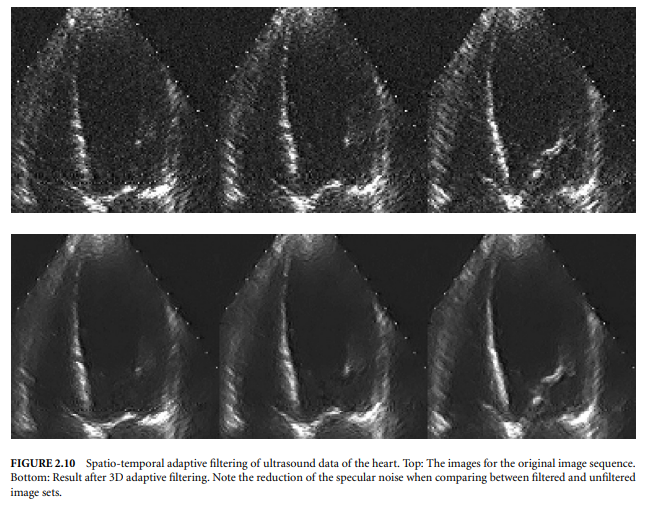 FIGURE 2.10 Spatio-temporal adaptive filtering of ultrasound data of the heart. Top: The images for the original image sequence.
Bottom: Result after 3D adaptive filtering. Note the reduction of the specular noise when comparing between filtered and unfiltered
image sets.